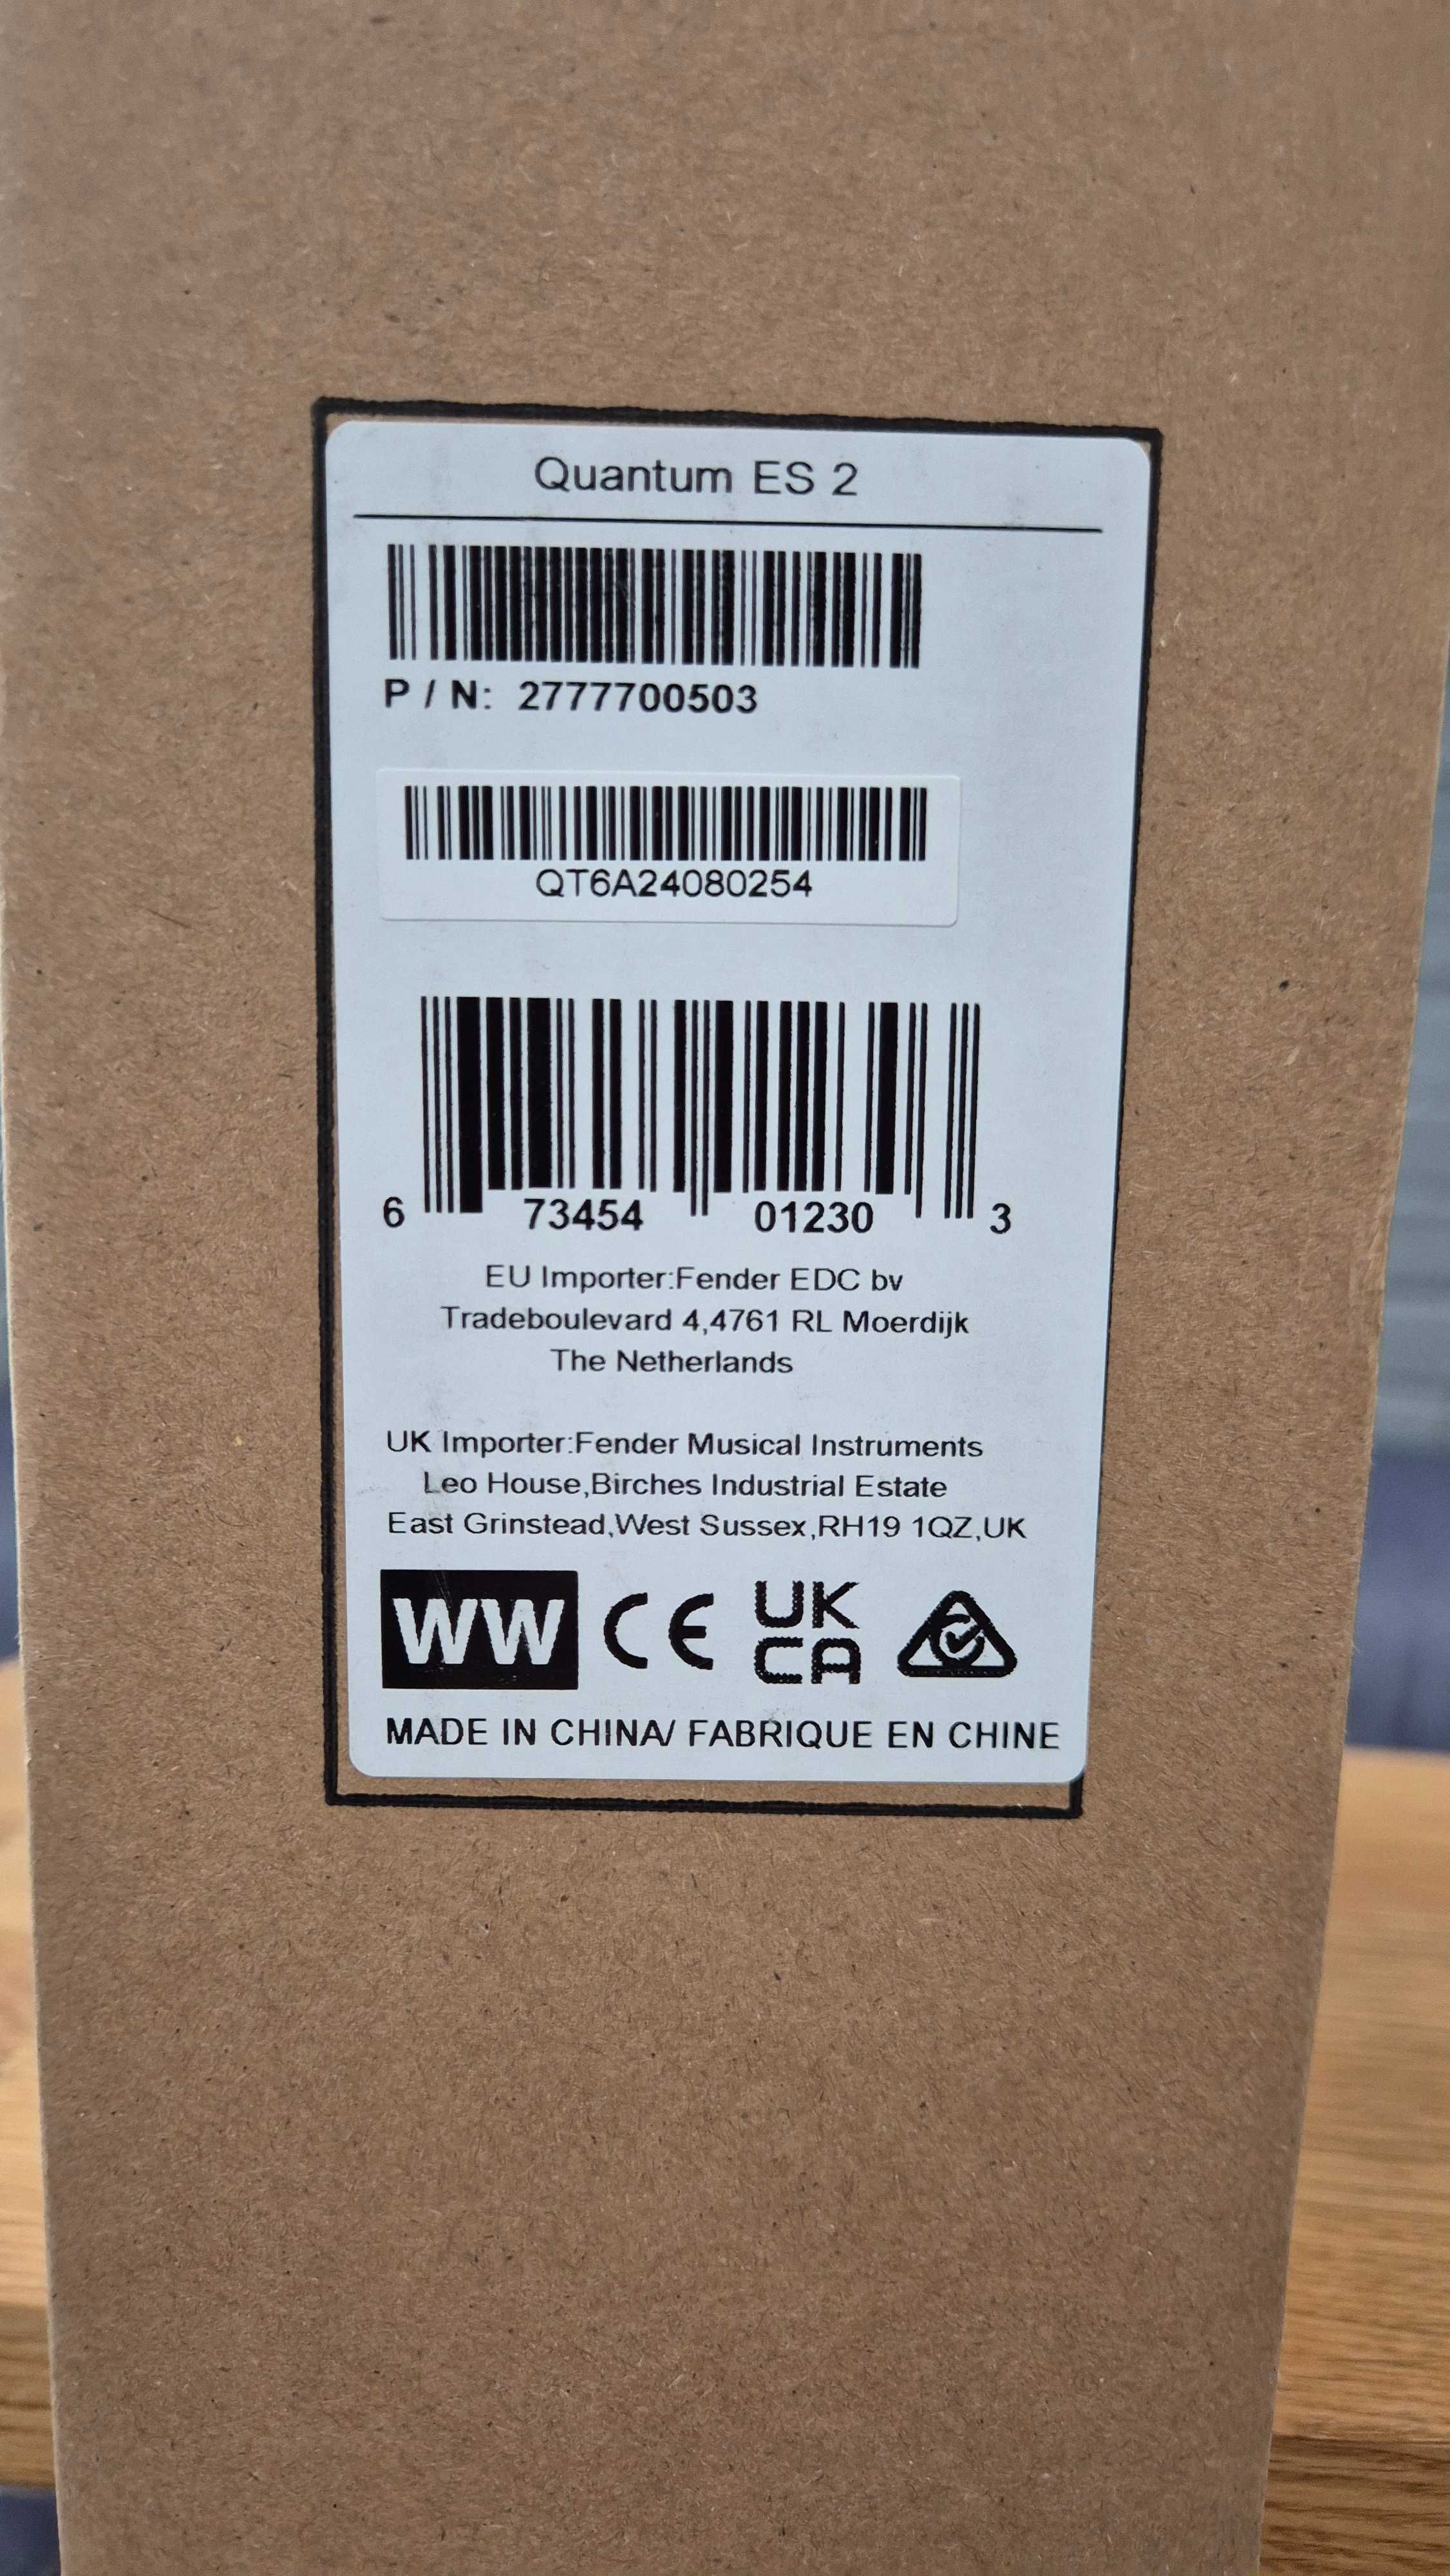 Quantum ES 2
P / N: 2777700503
QT6A24080254
6 73454 01230 3
EU Importer:Fender EDC bv
Tradeboulevard 4,4761 RL Moerdijk
The Netherlands
UK Importer:Fender Musical Instruments
Leo House,Birches Industrial Estate
East Grinstead,West Sussex,RH19 1QZ,UK
WW CE UK
CA
MADE IN CHINA/ FABRIQUE EN CHINE